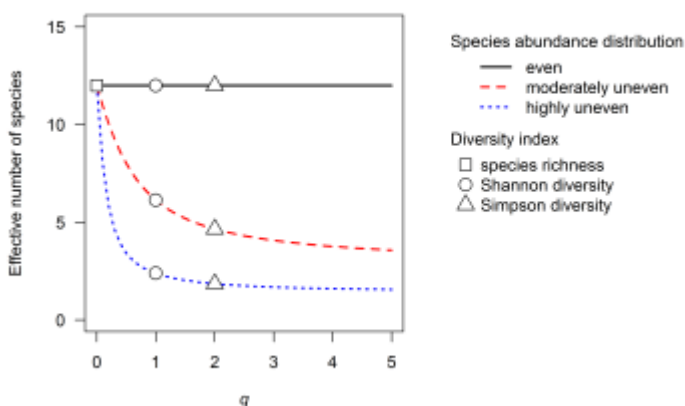 15
10
5
0
Effective number of species
0 1 2 3 4 5
q
Species abundance distribution
even
moderately uneven
highly uneven
Diversity index
species richness
Shannon diversity
Simpson diversity